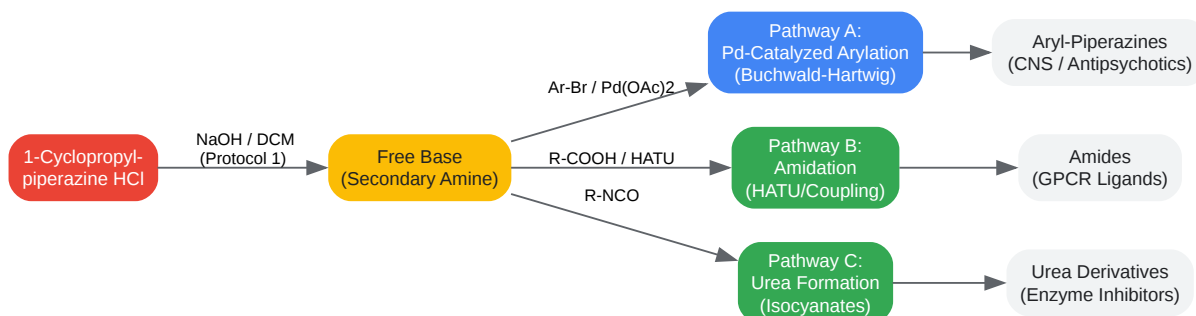 1-Cyclopropyl-
piperazine HCl
NaOH / DCM
(Protocol 1)
Free Base
(Secondary Amine)
Ar-Br / Pd(OAc)2
Pathway A:
Pd-Catalyzed Arylation
(Buchwald-Hartwig)
Aryl-Piperazines
(CNS / Antipsychotics)
R-COOH / HATU
Pathway B:
Amidation
(HATU/Coupling)
Amides
(GPCR Ligands)
R-NCO
Pathway C:
Urea Formation
(Isocyanates)
Urea Derivatives
(Enzyme Inhibitors)